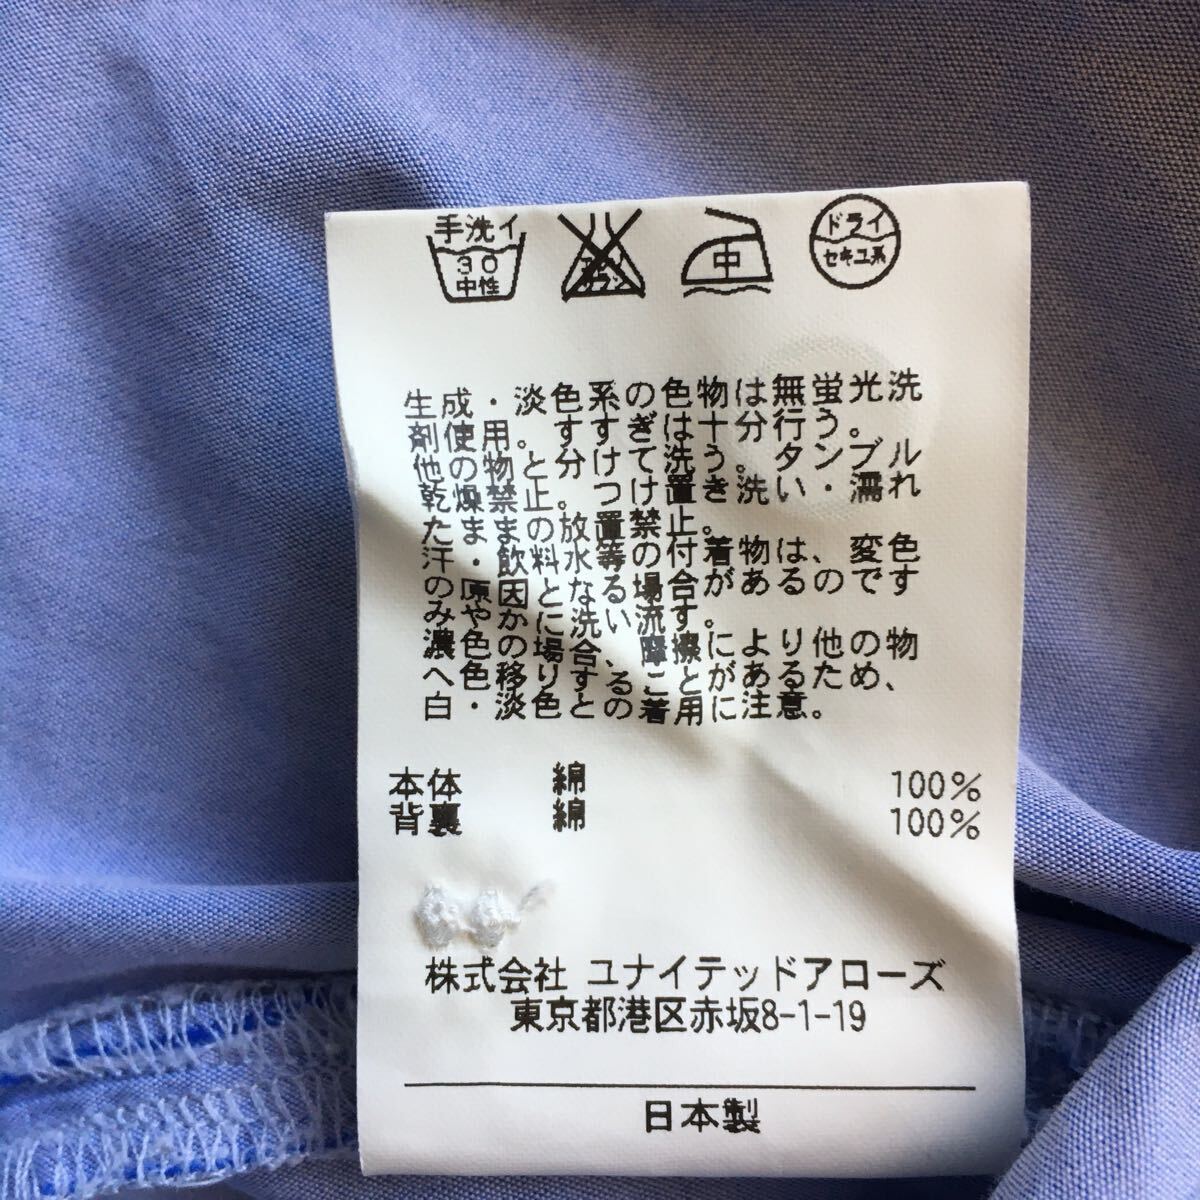 手洗イ
30
中性
エンソ
サラシ
中
ドライ
セキユ系
生成・淡色系の色物は無蛍光洗
剤使用。すすぎは十分行う。
他の物と分けて洗う。タンブル
乾燥禁止。つけ置き洗い・濡れ
たままの放置禁止。
汗・飲料水等の付着物は、変色
の原因となる場合があるのです
みやかに洗い流す。
濃色の場合、摩擦により他の物
へ色移りすることがあるため、
白・淡色との着用に注意。
本体 綿 100%
背裏 綿 100%
株式会社 ユナイテッドアローズ
東京都港区赤坂8-1-19
日本製